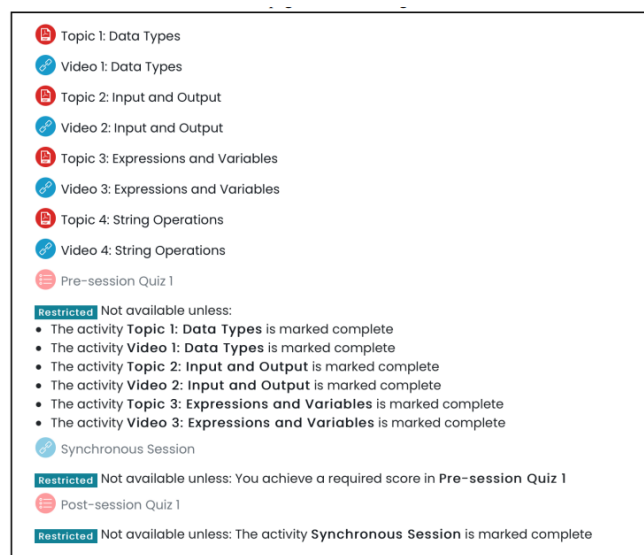 Topic 1: Data Types
Video 1: Data Types
Topic 2: Input and Output
Video 2: Input and Output
Topic 3: Expressions and Variables
Video 3: Expressions and Variables
Topic 4: String Operations
Video 4: String Operations
Pre-session Quiz 1
Restricted Not available unless:
• The activity Topic 1: Data Types is marked complete
• The activity Video 1: Data Types is marked complete
• The activity Topic 2: Input and Output is marked complete
• The activity Video 2: Input and Output is marked complete
• The activity Topic 3: Expressions and Variables is marked complete
• The activity Video 3: Expressions and Variables is marked complete
Synchronous Session
Restricted Not available unless: You achieve a required score in Pre-session Quiz 1
Post-session Quiz 1
Restricted Not available unless: The activity Synchronous Session is marked complete